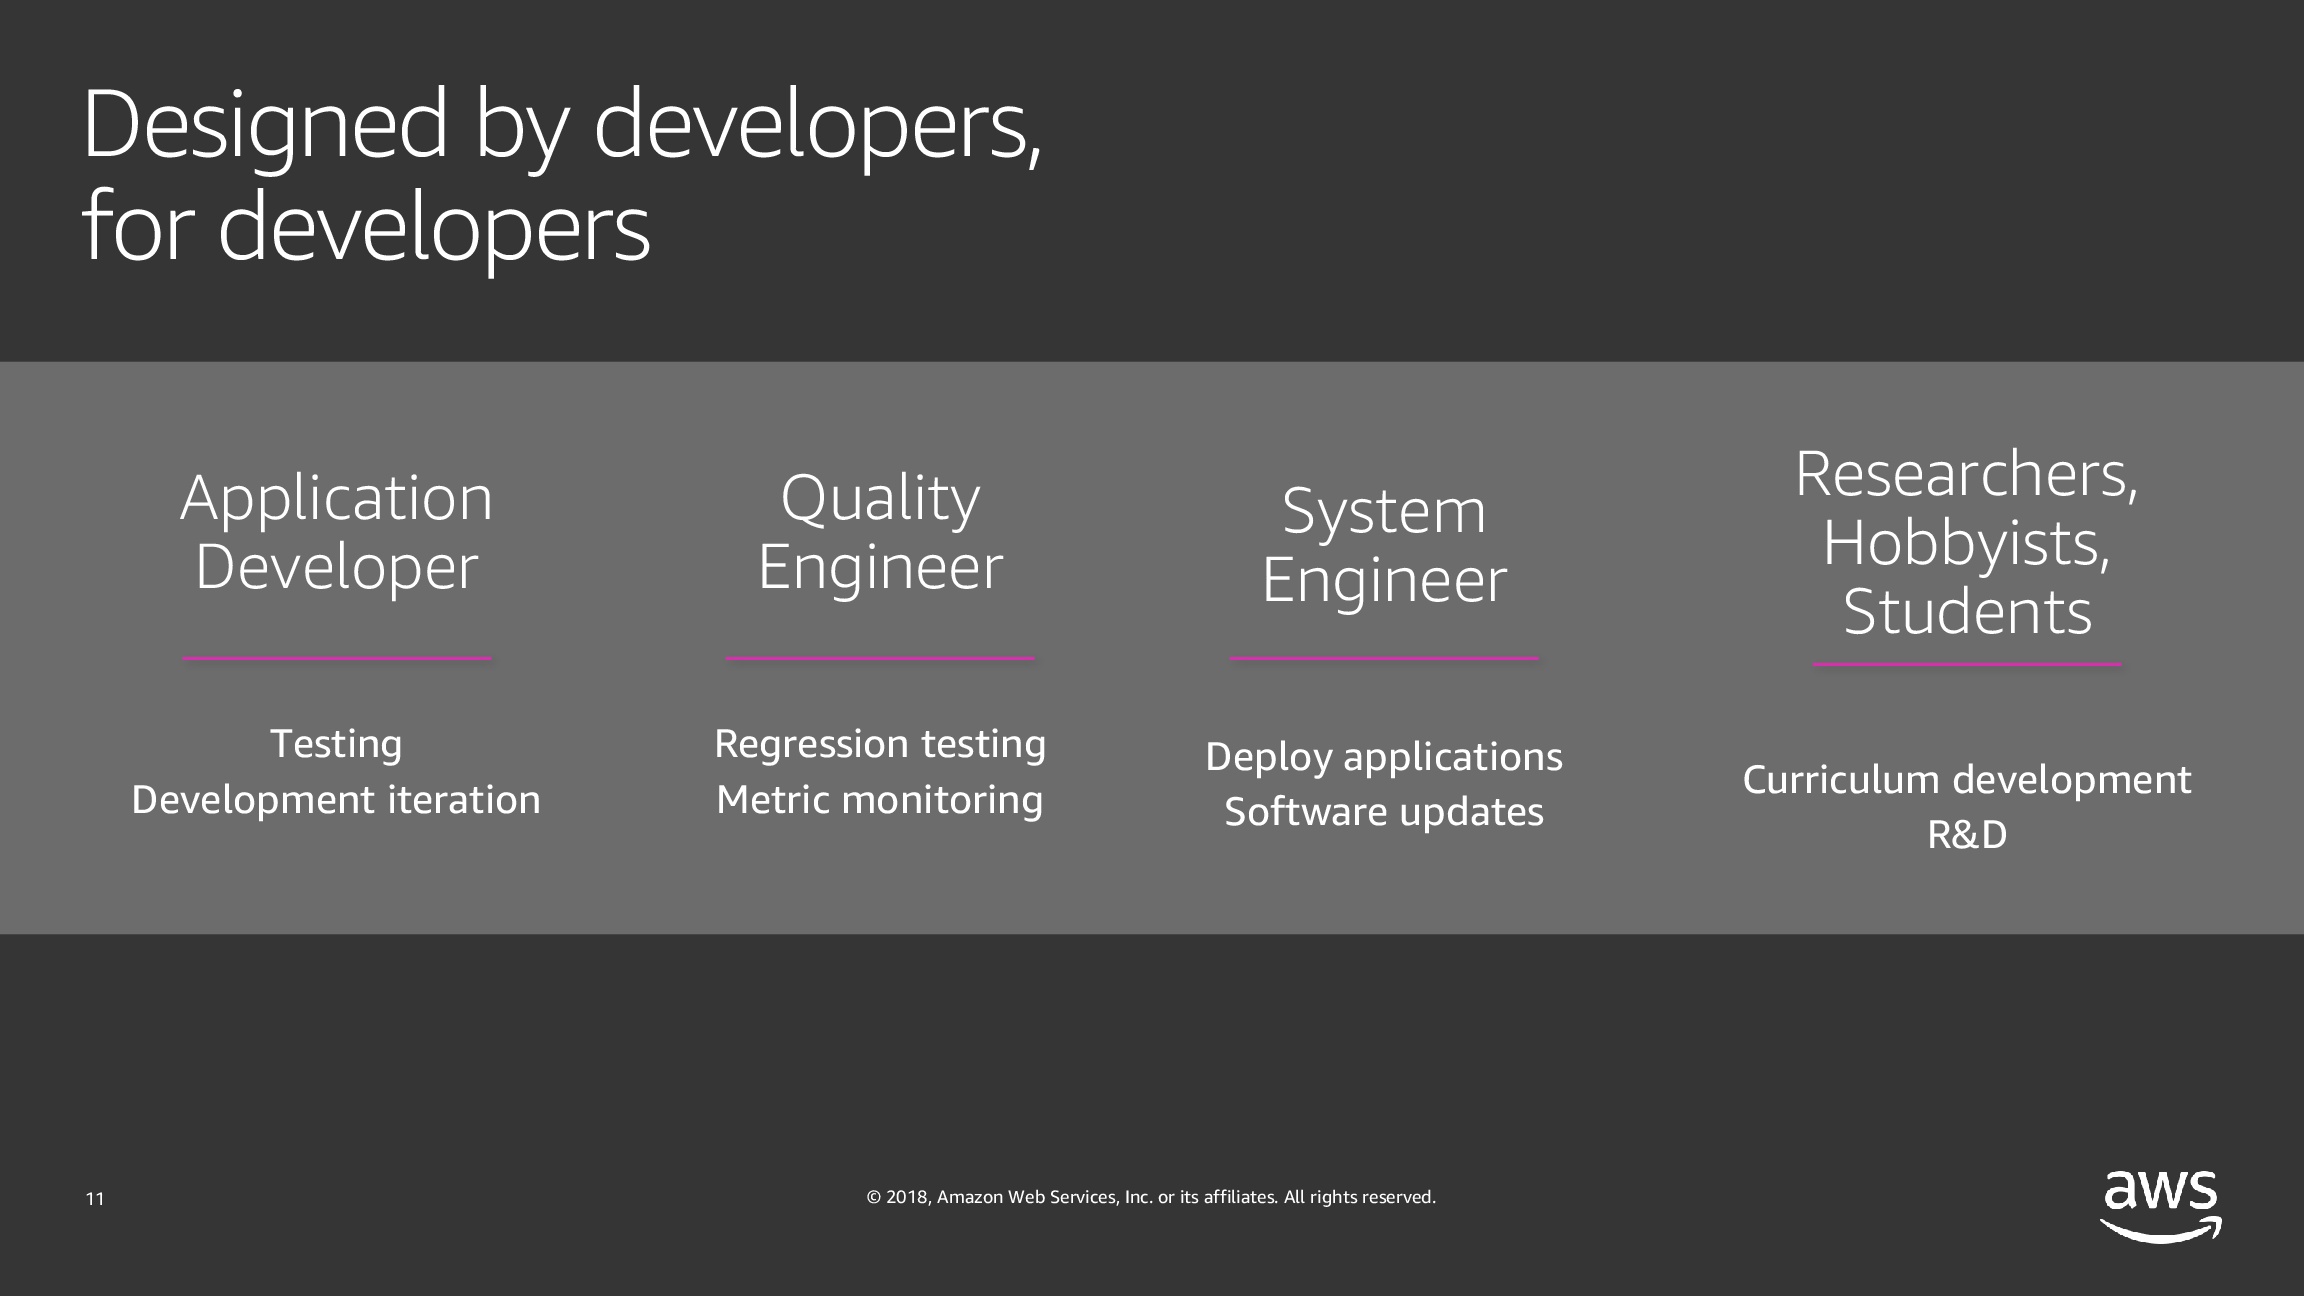 Designed by developers,
for developers
Application
Developer
Testing
Development iteration
Quality
Engineer
Regression testing
Metric monitoring
System
Engineer
Deploy applications
Software updates
Researchers,
Hobbyists,
Students
Curriculum development
R&D
11
© 2018, Amazon Web Services, Inc. or its affiliates. All rights reserved.
aws